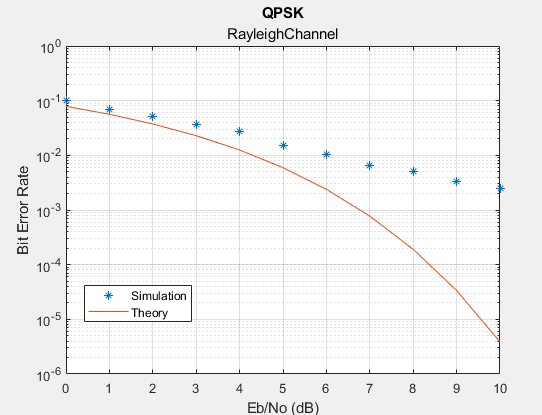 QPSK
RayleighChannel
10^0
10^-1
10^-2
10^-3
10^-4
10^-5
10^-6
Bit Error Rate
Simulation
Theory
0 1 2 3 4 5 6 7 8 9 10
Eb/No (dB)